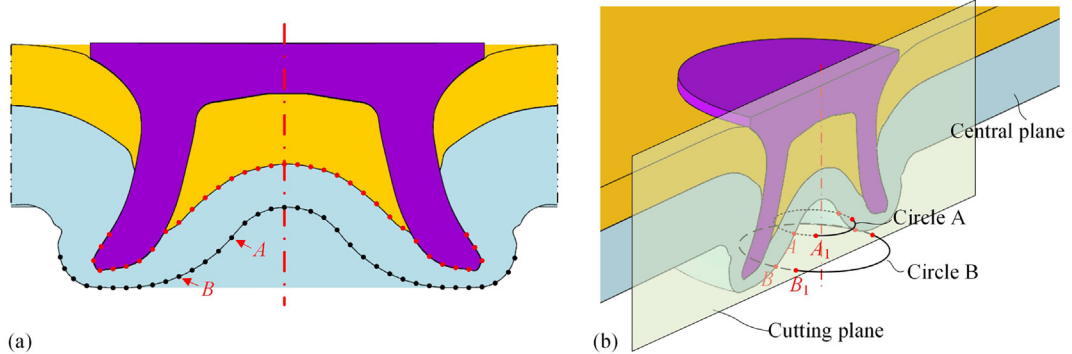 A
B
(a)
Central plane
Circle A
A
A1
B
B1
Circle B
Cutting plane
(b)